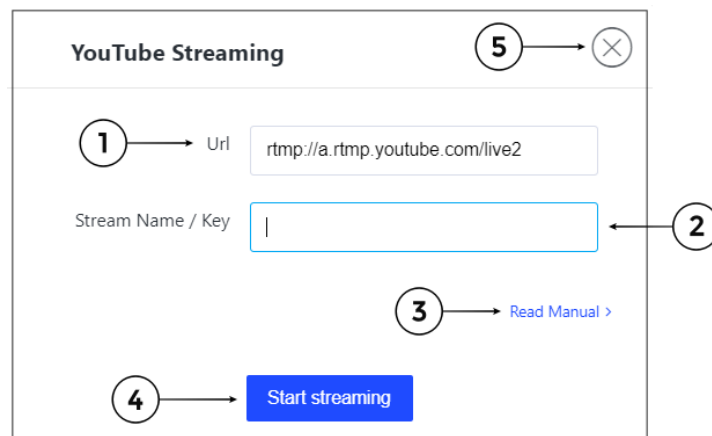 YouTube Streaming
5
1
Url
rtmp://a.rtmp.youtube.com/live2
Stream Name / Key
2
3
Read Manual >
4
Start streaming